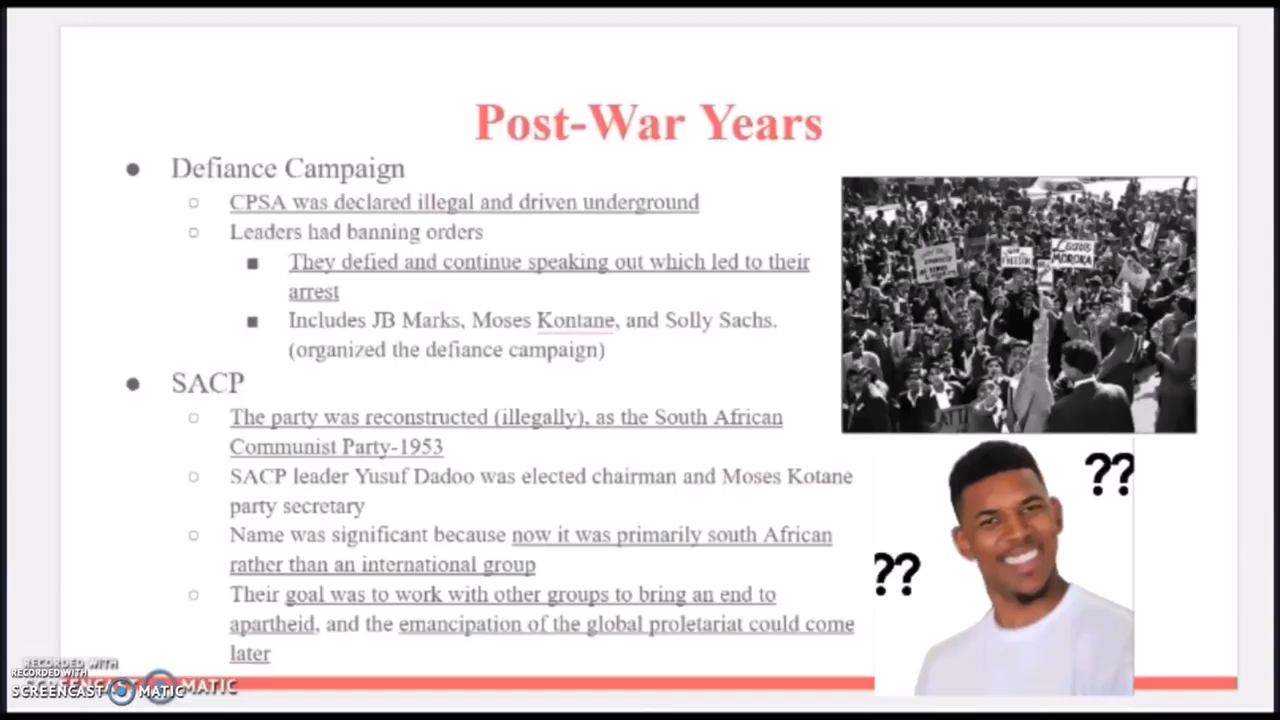 Post-War Years
● Defiance Campaign
○ CPSA was declared illegal and driven underground
○ Leaders had banning orders
■ They defied and continue speaking out which led to their
arrest
■ Includes JB Marks, Moses Kontane, and Solly Sachs.
(organized the defiance campaign)
● SACP
○ The party was reconstructed (illegally), as the South African
Communist Party-1953
○ SACP leader Yusuf Dadoo was elected chairman and Moses Kotane
party secretary
○ Name was significant because now it was primarily south African
rather than an international group
○ Their goal was to work with other groups to bring an end to
apartheid, and the emancipation of the global proletariat could come
later
MOROKA
??
??
RECORDED WITH
RECORDED WITH
SCREENCAST MATIC